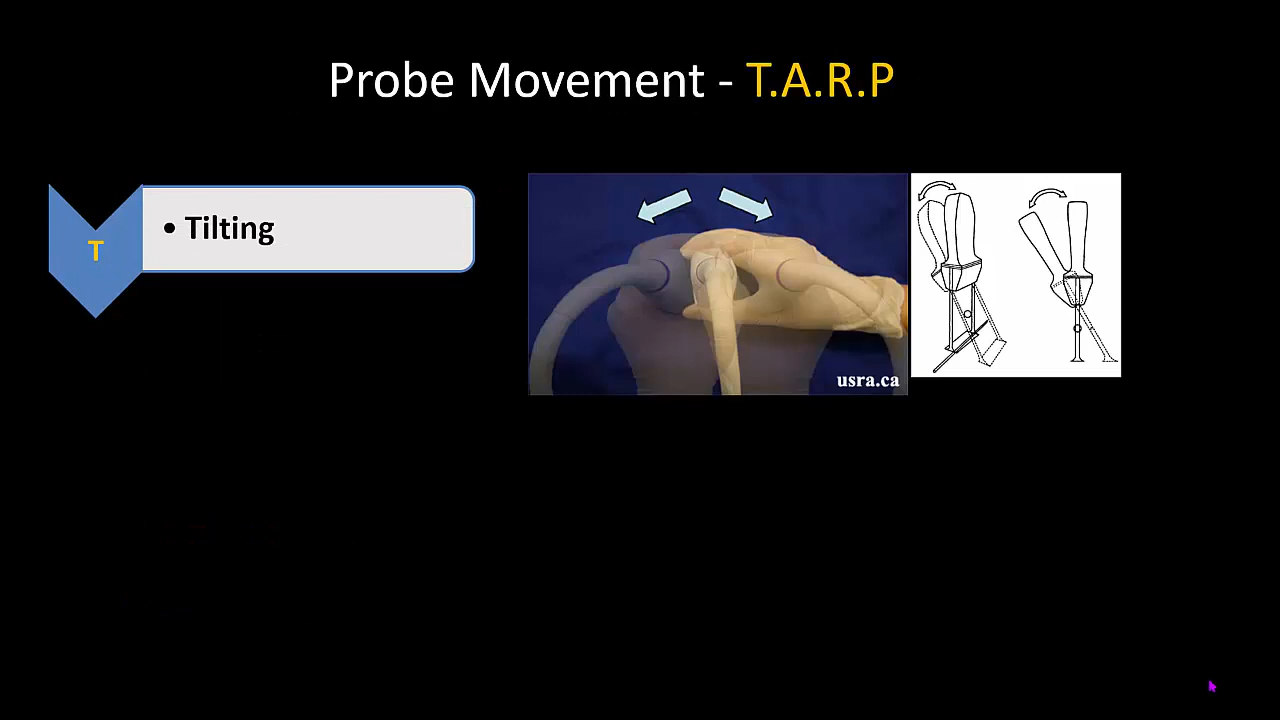 Probe Movement - T.A.R.P
T
• Tilting
usra.ca